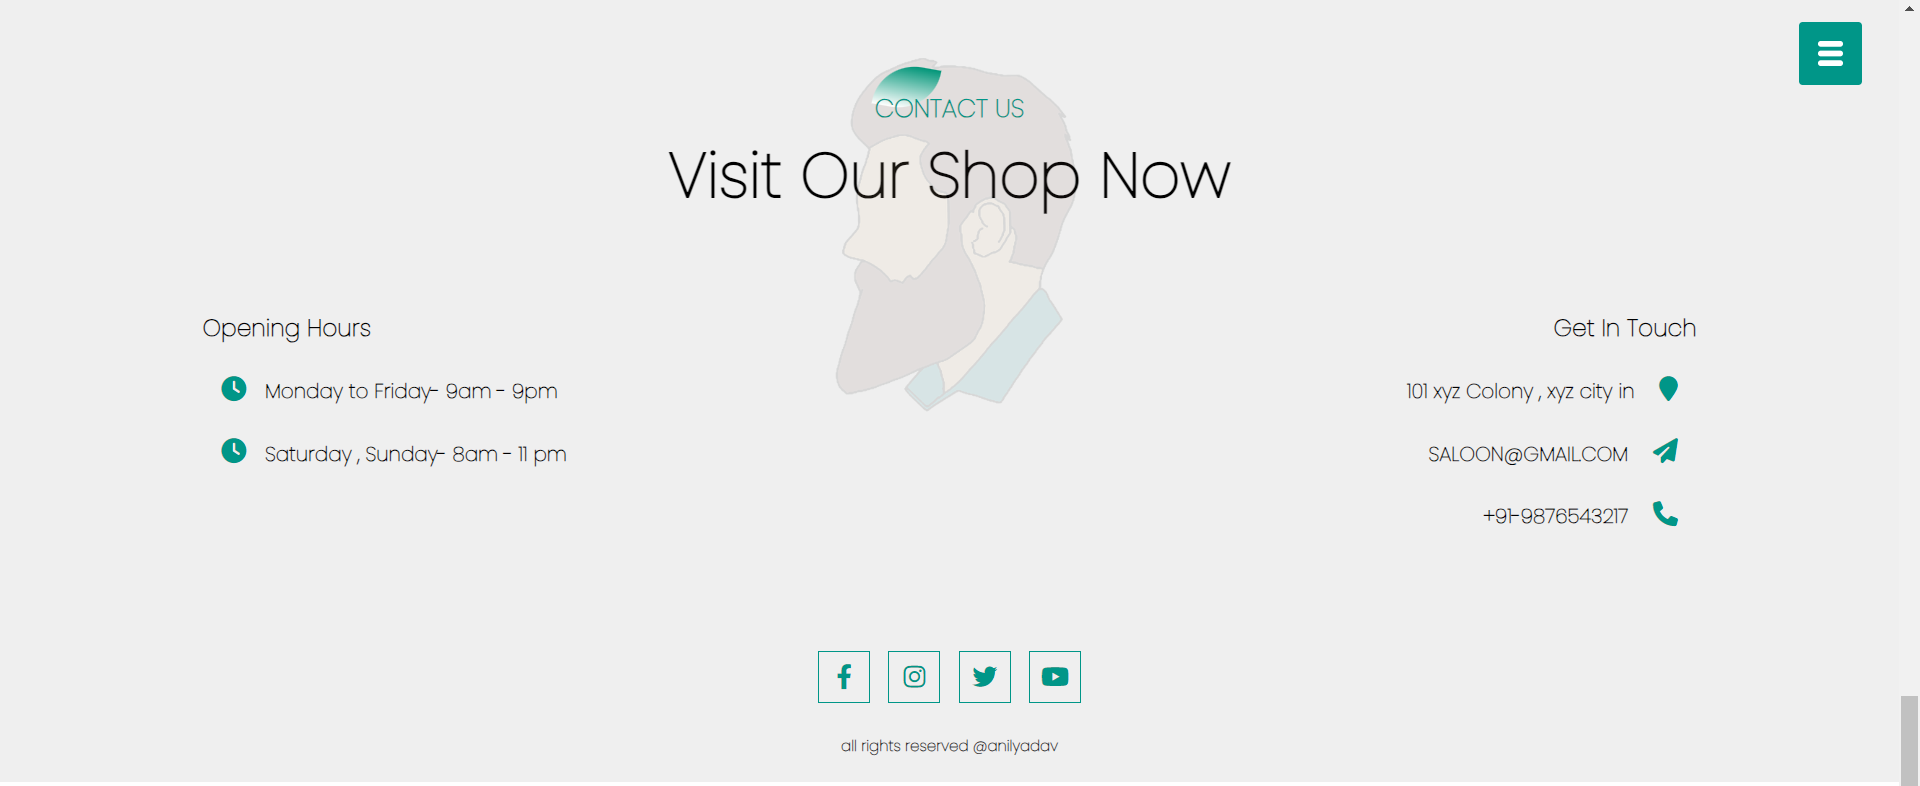 CONTACT US
Visit Our Shop Now
Opening Hours
Monday to Friday- 9am - 9pm
Saturday , Sunday- 8am - 11 pm
Get In Touch
101 xyz Colony , xyz city in
SALOON@GMAIL.COM
+91-9876543217
all rights reserved @anilyadav